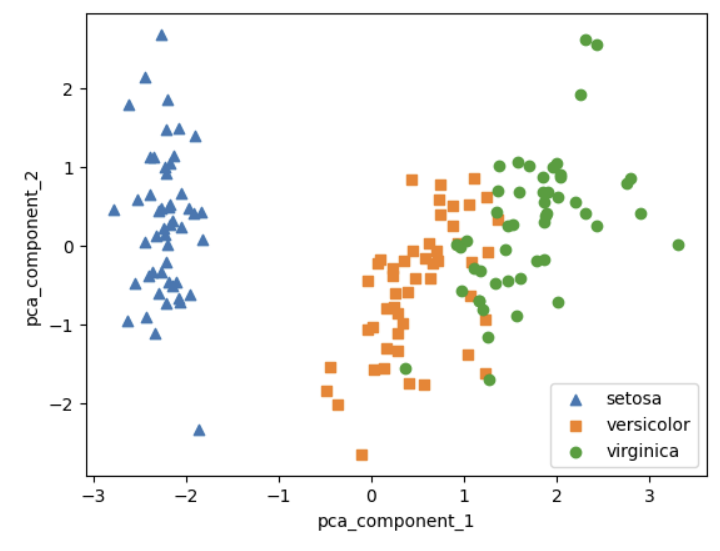 2
1
0
−1
−2
pca_component_2
−3 −2 −1 0 1 2 3
pca_component_1
setosa
versicolor
virginica